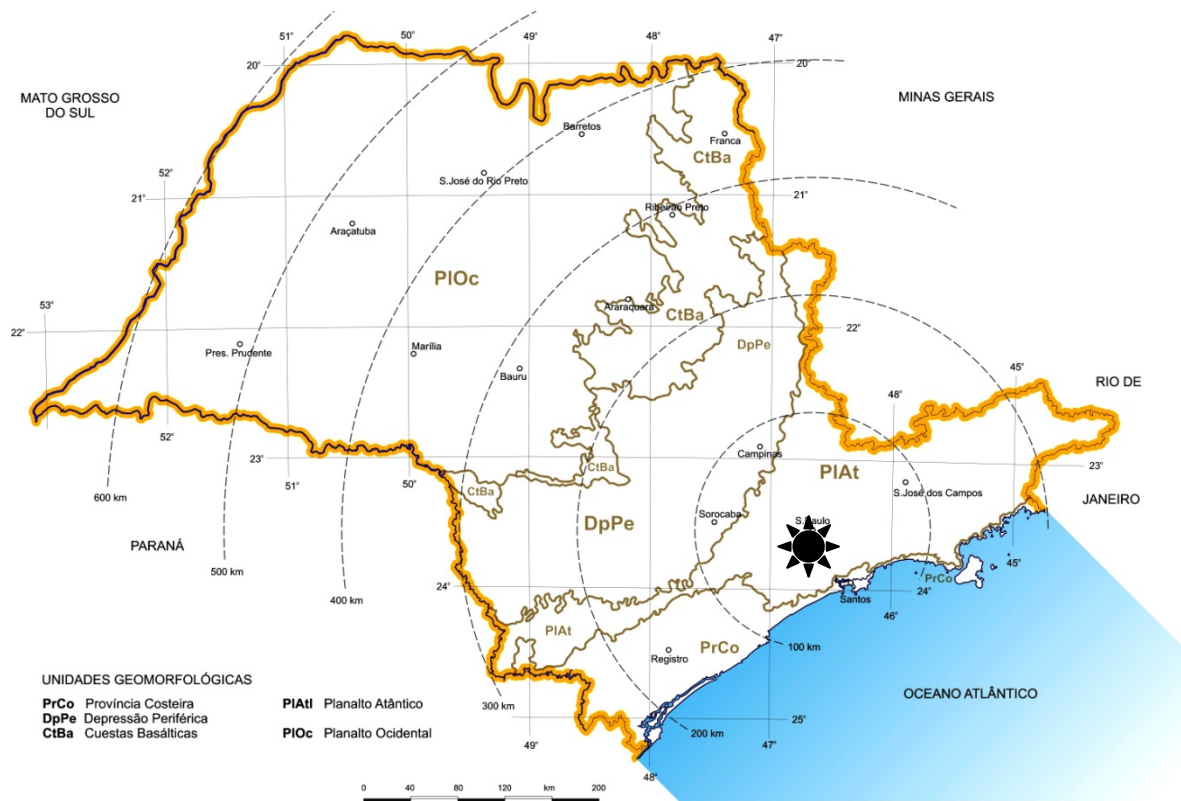 51°
50°
49°
48°
47°
20°
20°
MATO GROSSO
DO SUL
MINAS GERAIS
Barretos
Franca
CtBa
52°
S.José do Rio Preto
21°
21°
Ribeirão Preto
Araçatuba
PlOc
53°
Araraquara
CtBa
22°
22°
DpPe
Pres. Prudente
Marília
Bauru
48°
45°
RIO DE
52°
51°
50°
23°
CtBa
Campinas
PlAt
23°
CtBa
S.José dos Campos
JANEIRO
600 km
DpPe
Sorocaba
S.Paulo
PARANÁ
500 km
400 km
24°
45°
PrCo
24°
Santos
46°
PlAt
PrCo
100 km
Registro
UNIDADES GEOMORFOLÓGICAS
PrCo Província Costeira
DpPe Depressão Periférica
CtBa Cuestas Basálticas
PlAtl Planalto Atântico
PlOc Planalto Ocidental
300 km
OCEANO ATLÂNTICO
25°
200 km
49°
47°
48°
0 40 80 120 km 200